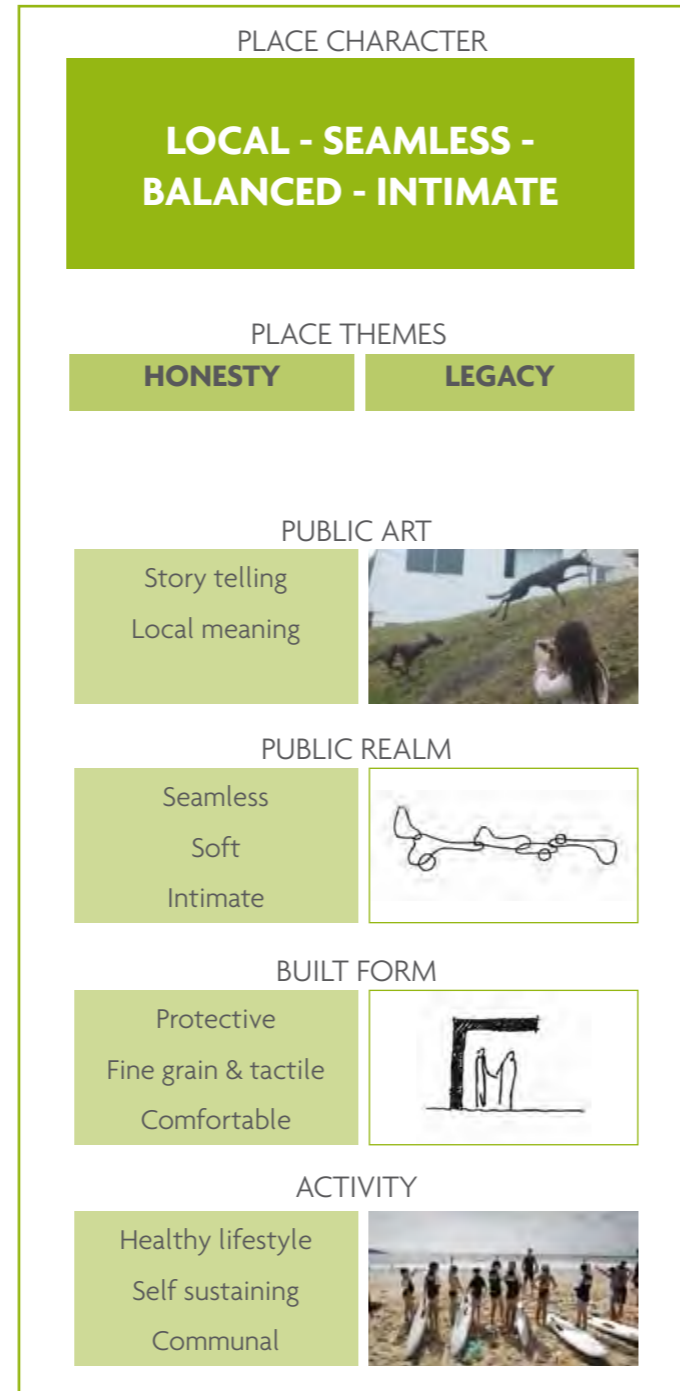 PLACE CHARACTER
LOCAL - SEAMLESS -
BALANCED - INTIMATE
PLACE THEMES
HONESTY
LEGACY
PUBLIC ART
Story telling
Local meaning
PUBLIC REALM
Seamless
Soft
Intimate
BUILT FORM
Protective
Fine grain & tactile
Comfortable
ACTIVITY
Healthy lifestyle
Self sustaining
Communal